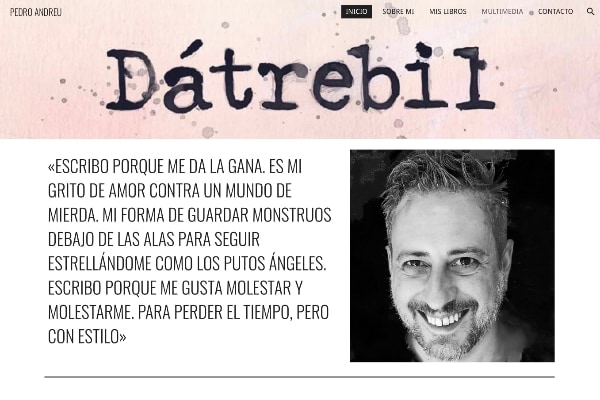 PEDRO ANDREU
INICIO SOBRE MI MIS LIBROS MULTIMEDIA CONTACTO
Dátrebil
«ESCRIBO PORQUE ME DA LA GANA. ES MI
GRITO DE AMOR CONTRA UN MUNDO DE
MIERDA. MI FORMA DE GUARDAR MONSTRUOS
DEBAJO DE LAS ALAS PARA SEGUIR
ESTRELLÁNDOME COMO LOS PUTOS ÁNGELES.
ESCRIBO PORQUE ME GUSTA MOLESTAR Y
MOLESTARME. PARA PERDER EL TIEMPO, PERO
CON ESTILO»